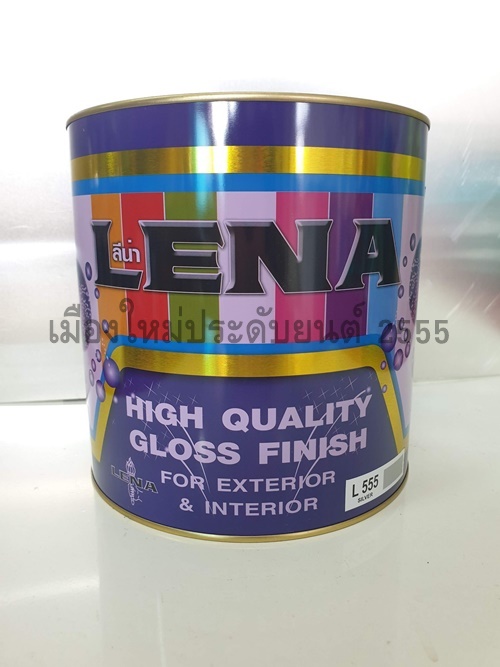 ลีน่า LENA
เมืองใหม่ประดับยนต์ 2555
HIGH QUALITY
GLOSS FINISH
FOR EXTERIOR
& INTERIOR
LENA
L 555
SILVER